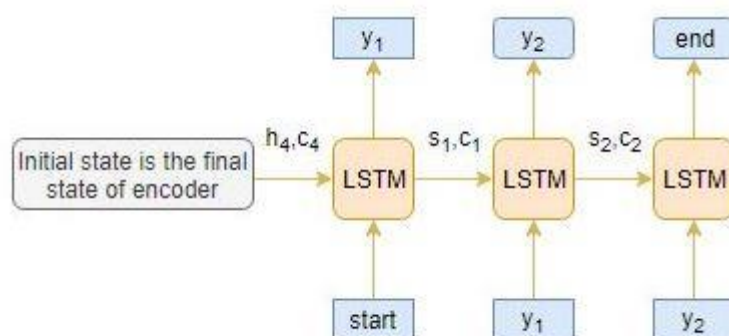 y₁
y₂
end
h₄,c₄
s₁,c₁
s₂,c₂
Initial state is the final
state of encoder
LSTM
LSTM
LSTM
start
y₁
y₂